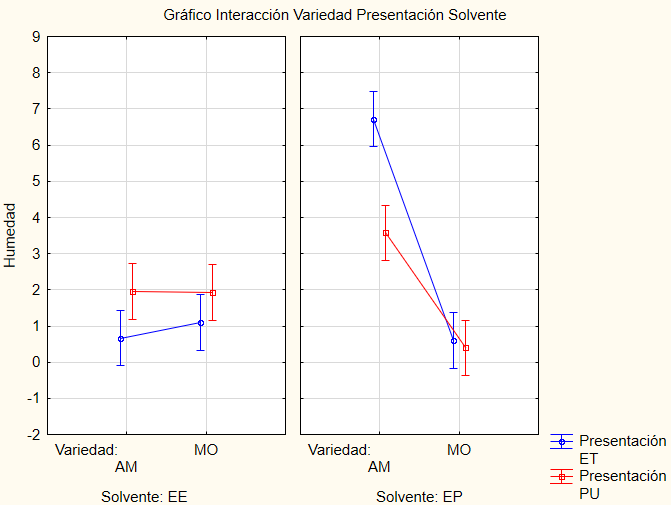 Gráfico Interacción Variedad Presentación Solvente
9
8
7
6
5
4
3
2
1
0
-1
-2
Humedad
Variedad: MO Variedad: MO
AM AM
Solvente: EE Solvente: EP
Presentación
ET
Presentación
PU